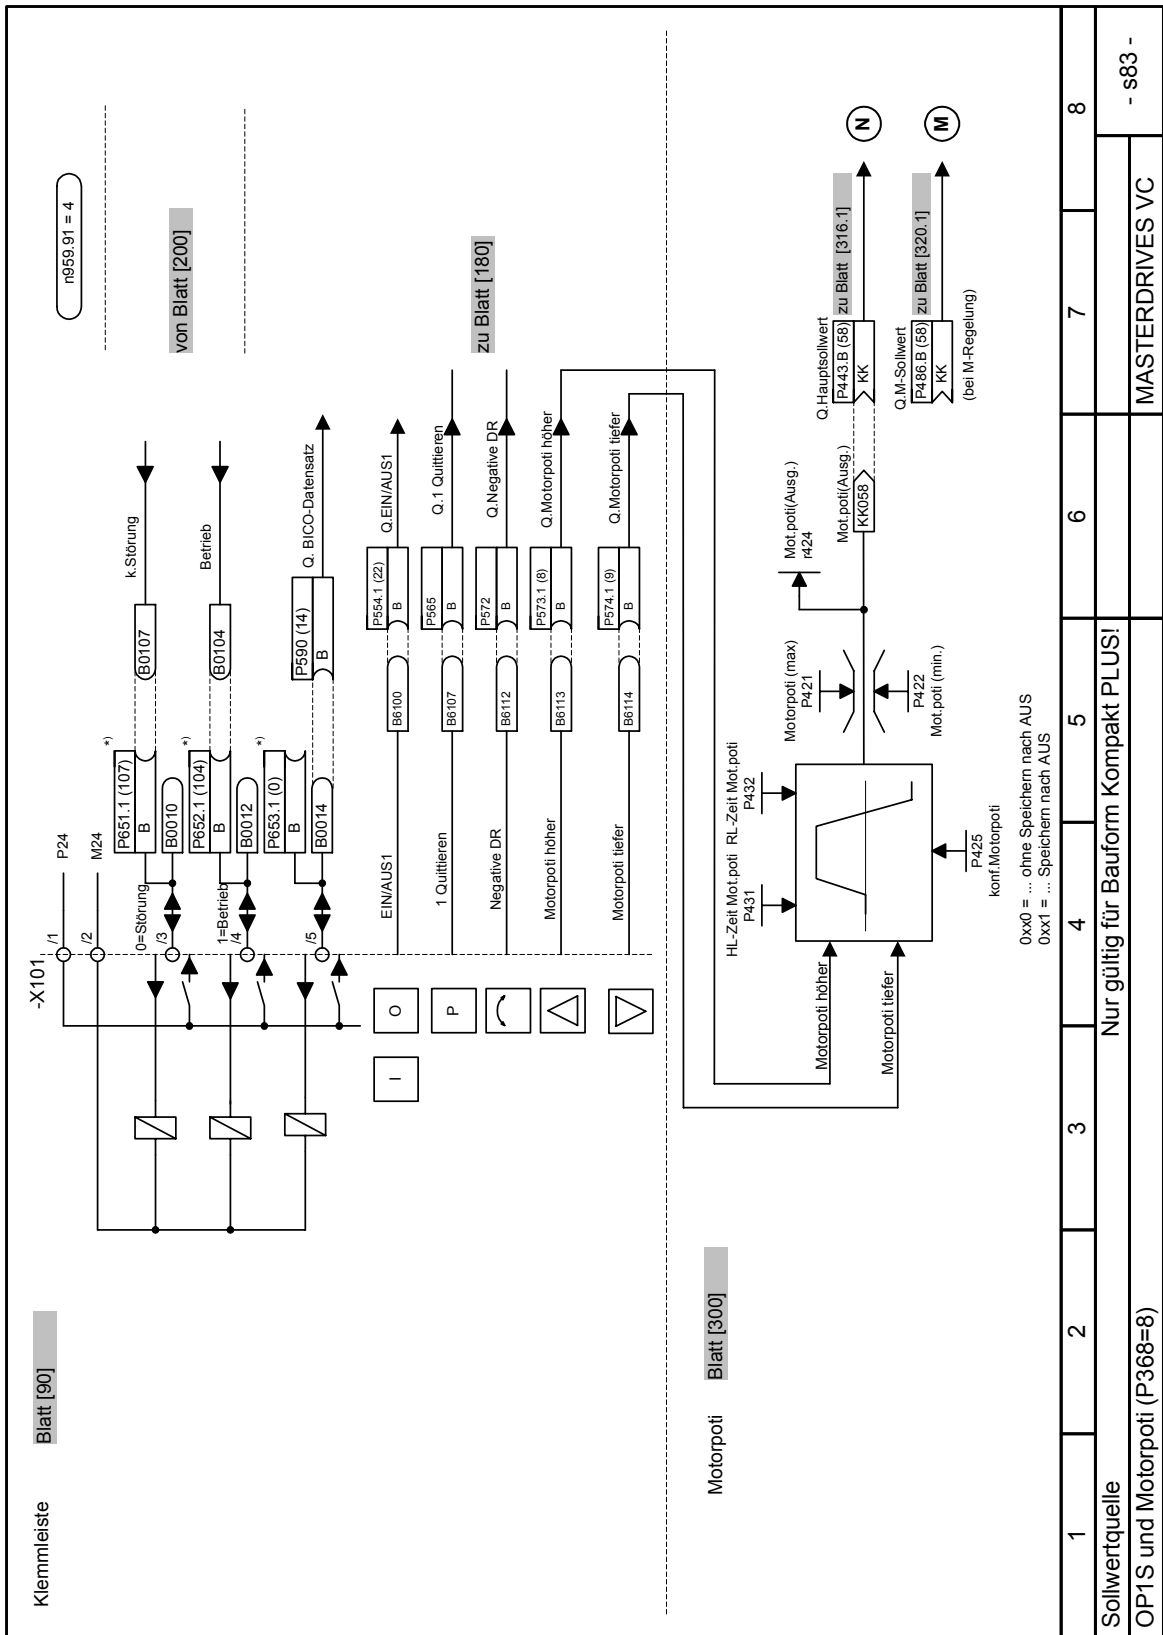 n959.91 = 4
Klemmleiste
Blatt [90]
-X101
/1
P24
/2
M24
von Blatt [200]
0=Störung
/3
P651.1 (107)
*)
B
B0010
B0107
k.Störung
1=Betrieb
/4
P652.1 (104)
*)
B
B0012
B0104
Betrieb
/5
P653.1 (0)
*)
B
B0014
P590 (14)
B
Q. BICO-Datensatz
I
O
EIN/AUS1
B6100
P554.1 (22)
B
Q.EIN/AUS1
P
1 Quittieren
B6107
P565
B
Q.1 Quittieren
zu Blatt [180]
Negative DR
B6112
P572
B
Q.Negative DR
Motorpoti höher
B6113
P573.1 (8)
B
Q.Motorpoti höher
Motorpoti tiefer
B6114
P574.1 (9)
B
Q.Motorpoti tiefer
Motorpoti
Blatt [300]
HL-Zeit Mot.poti
P431
RL-Zeit Mot.poti
P432
Motorpoti (max)
P421
Mot.poti(Ausg.)
r424
Motorpoti höher
Motorpoti tiefer
P422
Mot.poti (min.)
Mot.poti(Ausg.)
KK058
Q.Hauptsollwert
P443.B (58)
KK
zu Blatt [316.1]
N
Q.M-Sollwert
P486.B (58)
KK
zu Blatt [320.1]
M
(bei M-Regelung)
P425
konf.Motorpoti
0xx0 = ... ohne Speichern nach AUS
0xx1 = ... Speichern nach AUS
1
2
3
4
5
6
7
8
Sollwertquelle
Nur gültig für Bauform Kompakt PLUS!
- s83 -
OP1S und Motorpoti (P368=8)
MASTERDRIVES VC